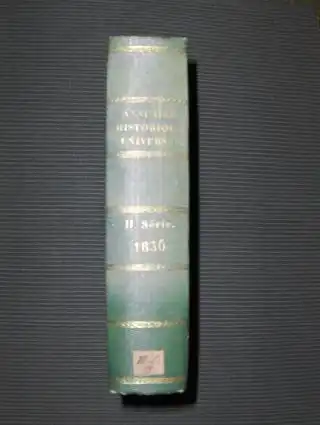 ANNUAIRE
HISTORIQUE
UNIVERS
II. Série.
1836